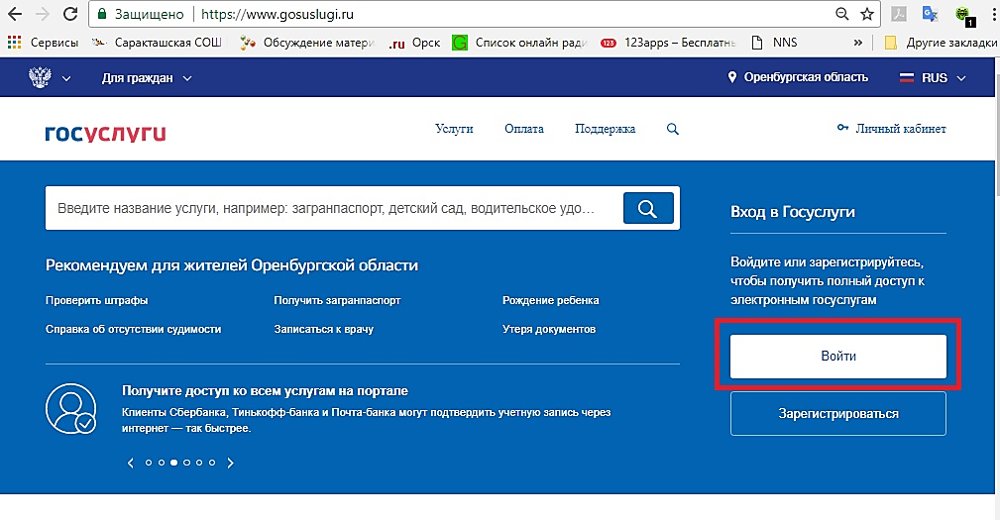 Защищено https://www.gosuslugi.ru
Сервисы Саракташская СОШ Обсуждение матери .ru Орск Список онлайн ради 123 123apps – Бесплатнь NNS » Другие закладки
1
Для граждан Оренбургская область RUS
госуслуги Услуги Оплата Поддержка Личный кабинет
Введите название услуги, например: загранпаспорт, детский сад, водительское удо...
Рекомендуем для жителей Оренбургской области
Проверить штрафы Получить загранпаспорт Рождение ребенка
Справка об отсутствии судимости Записаться к врачу Утеря документов
Получите доступ ко всем услугам на портале
Клиенты Сбербанка, Тинькофф-банка и Почта-банка могут подтвердить учетную запись через
интернет — так быстрее.
Вход в Госуслуги
Войдите или зарегистрируйтесь,
чтобы получить полный доступ к
электронным госуслугам
Войти
Зарегистрироваться